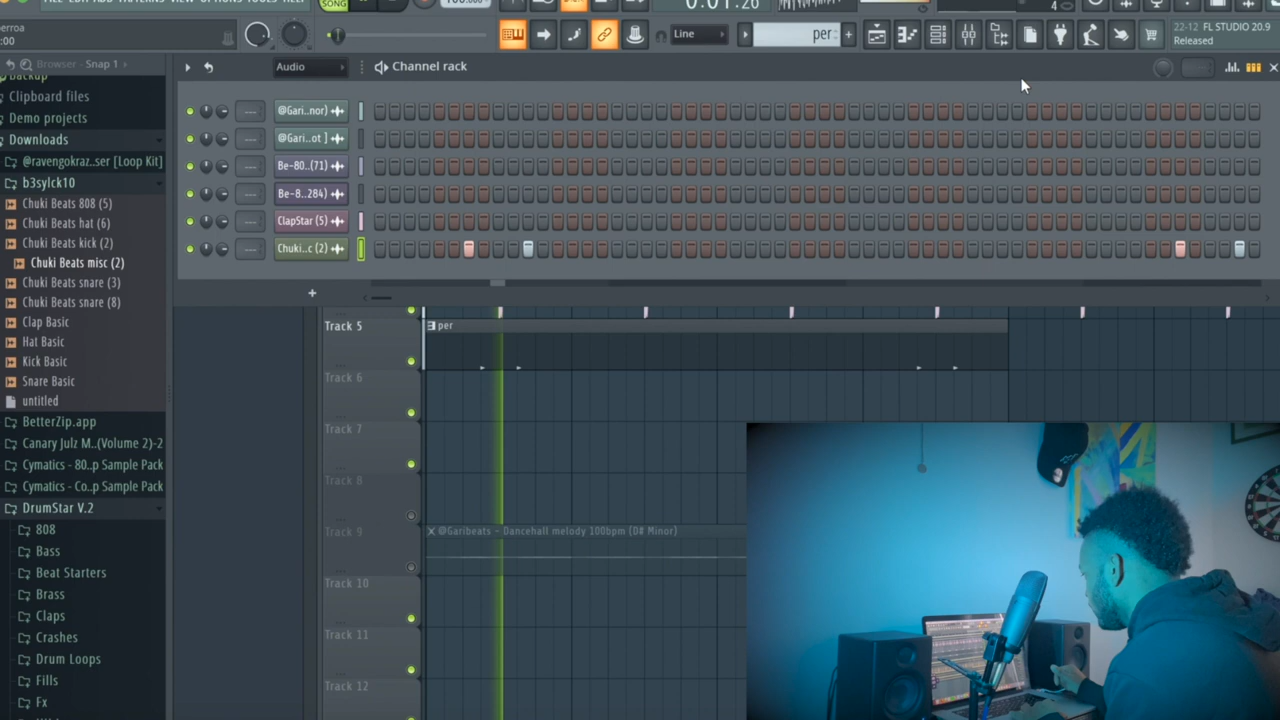 FILE EDIT ADD PATTERNS VIEW OPTIONS TOOLS
SONG
100.000
0:01:26
4
perroa
:00
Line
per
22-12 FL STUDIO 20.9
Released
Browser - Snap 1
Audio
Channel rack
Backup
Clipboard files
Demo projects
Downloads
@ravengokraz..ser [Loop Kit]
b3sylck10
Chuki Beats 808 (5)
Chuki Beats hat (6)
Chuki Beats kick (2)
Chuki Beats misc (2)
Chuki Beats snare (3)
Chuki Beats snare (8)
Clap Basic
Hat Basic
Kick Basic
Snare Basic
untitled
BetterZip.app
Canary Julz M..(Volume 2)-2
Cymatics - 80..p Sample Pack
Cymatics - Co..p Sample Pack
DrumStar V.2
808
Bass
Beat Starters
Brass
Claps
Crashes
Drum Loops
Fills
Fx
@Gari..nor)
@Gari..ot ]
Be-80..(71)
Be-8..284)
ClapStar (5)
Chuki..c (2)
Track 5
per
Track 6
Track 7
Track 8
Track 9
@Garibeats - Dancehall melody 100bpm (D# Minor)
Track 10
Track 11
Track 12